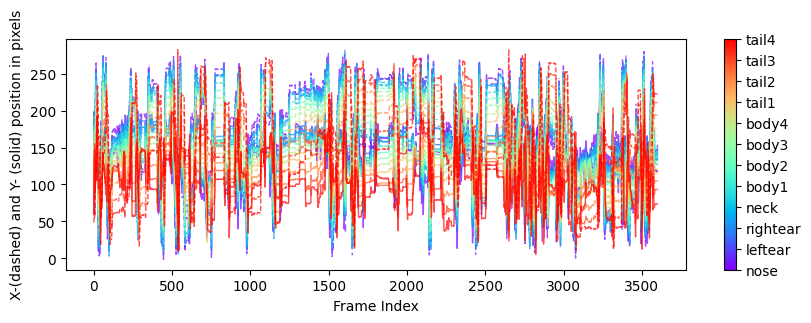 X-(dashed) and Y- (solid) position in pixels
250
200
150
100
50
0
0 500 1000 1500 2000 2500 3000 3500
Frame Index
tail4
tail3
tail2
tail1
body4
body3
body2
body1
neck
rightear
leftear
nose